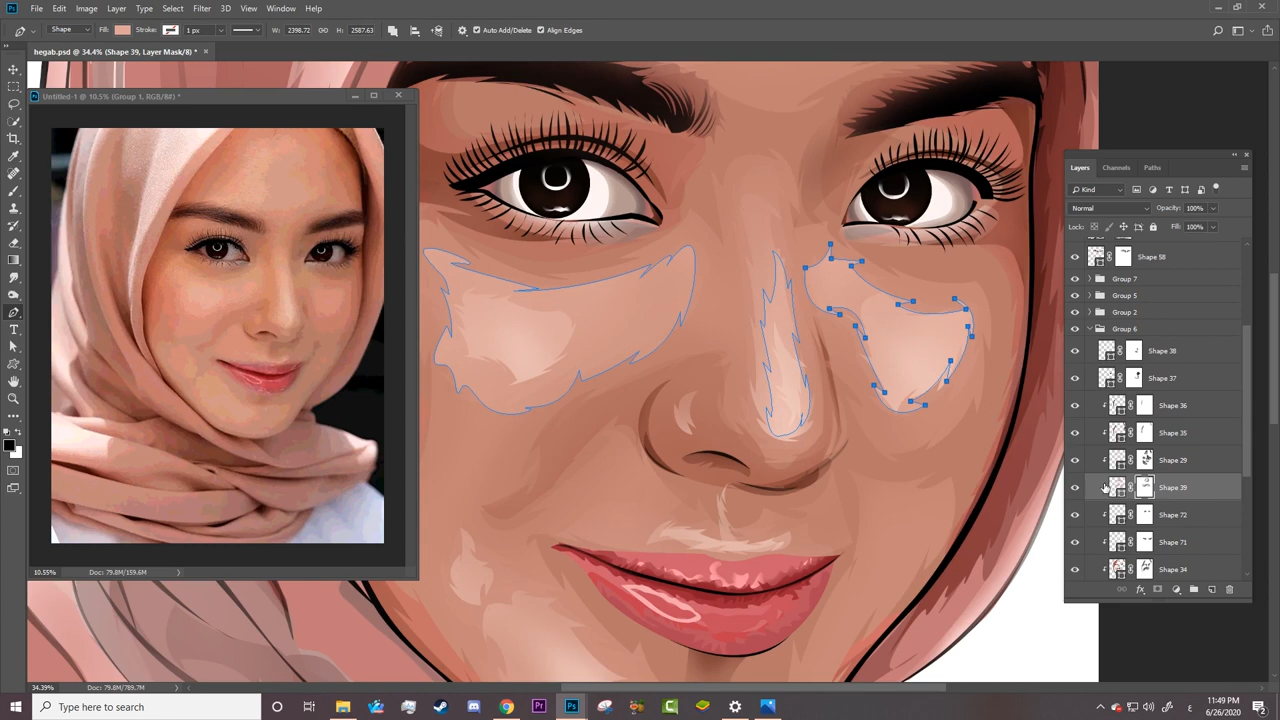 File Edit Image Layer Type Select Filter 3D View Window Help
Shape Fill: Stroke: 1 px W: 2398.72 H: 2587.63 Auto Add/Delete Align Edges
hegab.psd @ 34.4% (Shape 39, Layer Mask/8) *
Untitled-1 @ 10.5% (Group 1, RGB/8#) *
10.55% Doc: 79.8M/159.6M
Layers Channels Paths
Kind
Normal Opacity: 100%
Lock: Fill: 100%
Shape 58
Group 7
Group 5
Group 2
Group 6
Shape 38
Shape 37
Shape 36
Shape 35
Shape 29
Shape 39
Shape 72
Shape 71
Shape 34
fx
34.39% Doc: 79.8M/789.7M
Type here to search
Pr Ps
11:49 PM
6/26/2020